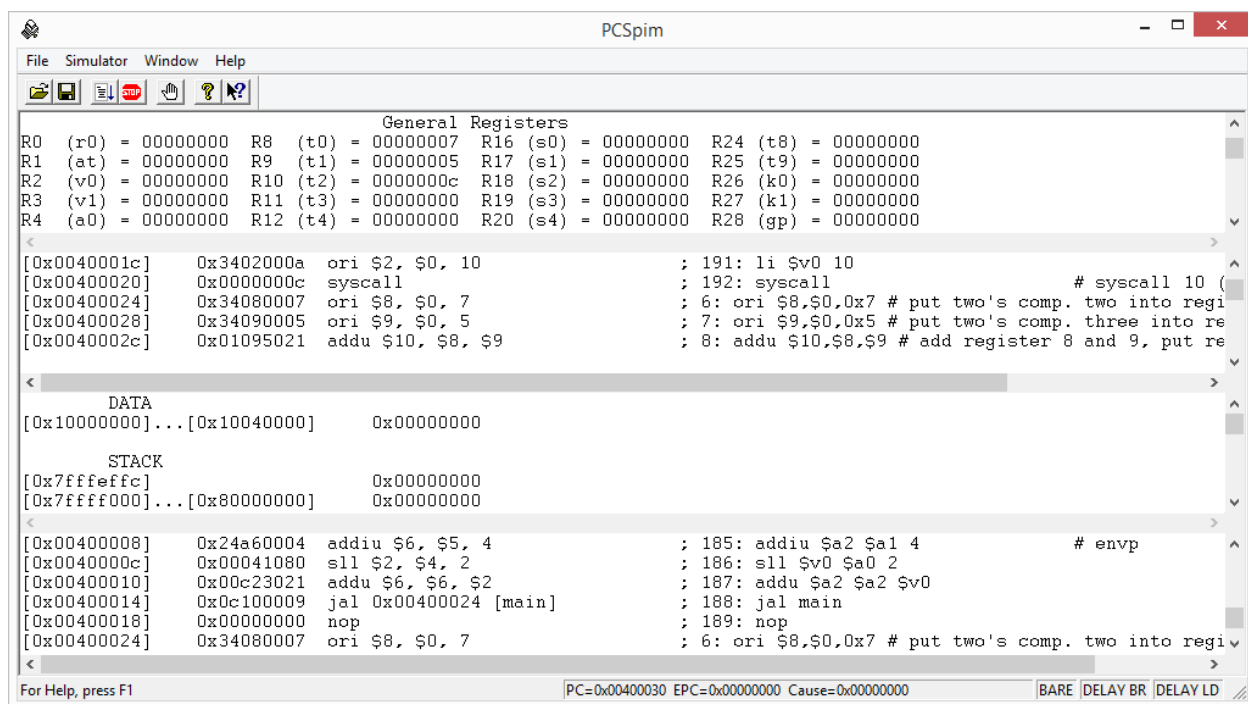 PCSpim
File Simulator Window Help
STOP
General Registers
R0 (r0) = 00000000 R8 (t0) = 00000007 R16 (s0) = 00000000 R24 (t8) = 00000000
R1 (at) = 00000000 R9 (t1) = 00000005 R17 (s1) = 00000000 R25 (t9) = 00000000
R2 (v0) = 00000000 R10 (t2) = 0000000c R18 (s2) = 00000000 R26 (k0) = 00000000
R3 (v1) = 00000000 R11 (t3) = 00000000 R19 (s3) = 00000000 R27 (k1) = 00000000
R4 (a0) = 00000000 R12 (t4) = 00000000 R20 (s4) = 00000000 R28 (gp) = 00000000
[0x0040001c] 0x3402000a ori $2, $0, 10 ; 191: li $v0 10
[0x00400020] 0x0000000c syscall ; 192: syscall # syscall 10 (
[0x00400024] 0x34080007 ori $8, $0, 7 ; 6: ori $8,$0,0x7 # put two's comp. two into regi
[0x00400028] 0x34090005 ori $9, $0, 5 ; 7: ori $9,$0,0x5 # put two's comp. three into re
[0x0040002c] 0x01095021 addu $10, $8, $9 ; 8: addu $10,$8,$9 # add register 8 and 9, put re
DATA
[0x10000000]...[0x10040000] 0x00000000
STACK
[0x7fffeffc] 0x00000000
[0x7ffff000]...[0x80000000] 0x00000000
[0x00400008] 0x24a60004 addiu $6, $5, 4 ; 185: addiu $a2 $a1 4 # envp
[0x0040000c] 0x00041080 sll $2, $4, 2 ; 186: sll $v0 $a0 2
[0x00400010] 0x00c23021 addu $6, $6, $2 ; 187: addu $a2 $a2 $v0
[0x00400014] 0x0c100009 jal 0x00400024 [main] ; 188: jal main
[0x00400018] 0x00000000 nop ; 189: nop
[0x00400024] 0x34080007 ori $8, $0, 7 ; 6: ori $8,$0,0x7 # put two's comp. two into regi
For Help, press F1 PC=0x00400030 EPC=0x00000000 Cause=0x00000000 BARE DELAY BR DELAY LD